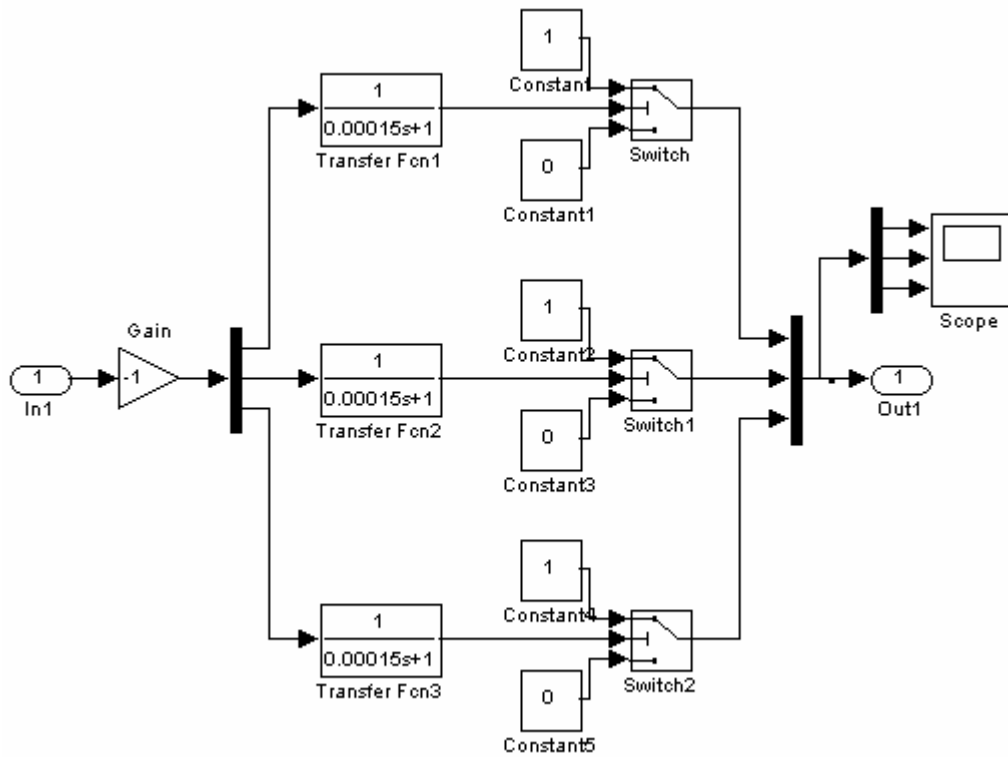 1
Constant
1
0.00015s+1
Transfer Fcn1
Switch
0
Constant1
Gain
-1
1
In1
1
Constant2
1
0.00015s+1
Transfer Fcn2
Switch1
0
Constant3
Scope
1
Out1
1
Constant4
1
0.00015s+1
Transfer Fcn3
Switch2
0
Constant5